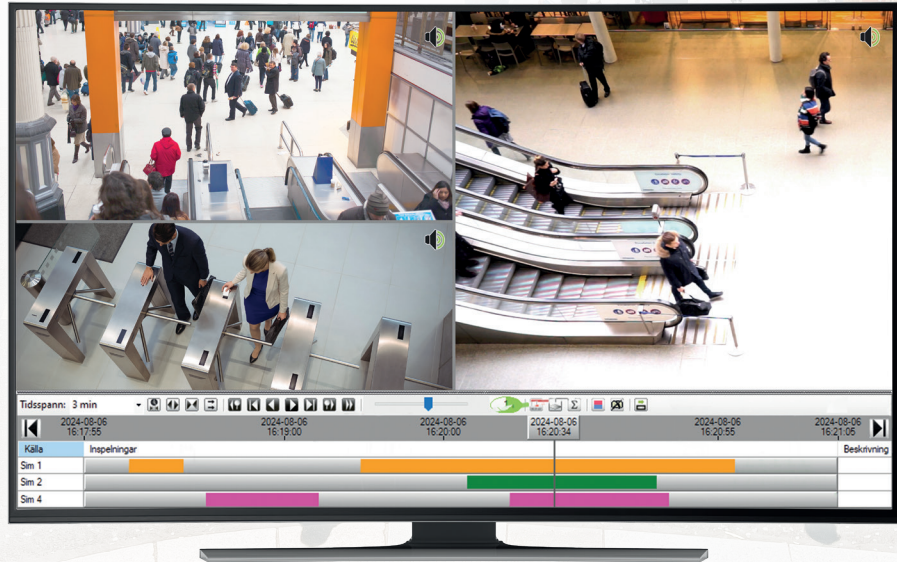 Tidsspann: 3 min
2024-08-06 2024-08-06 2024-08-06 2024-08-06 2024-08-06 2024-08-06
16:17:55 16:19:00 16:20:00 16:20:34 16:20:55 16:21:05
Källa Inspelningar Beskrivning
Sim 1
Sim 2
Sim 4